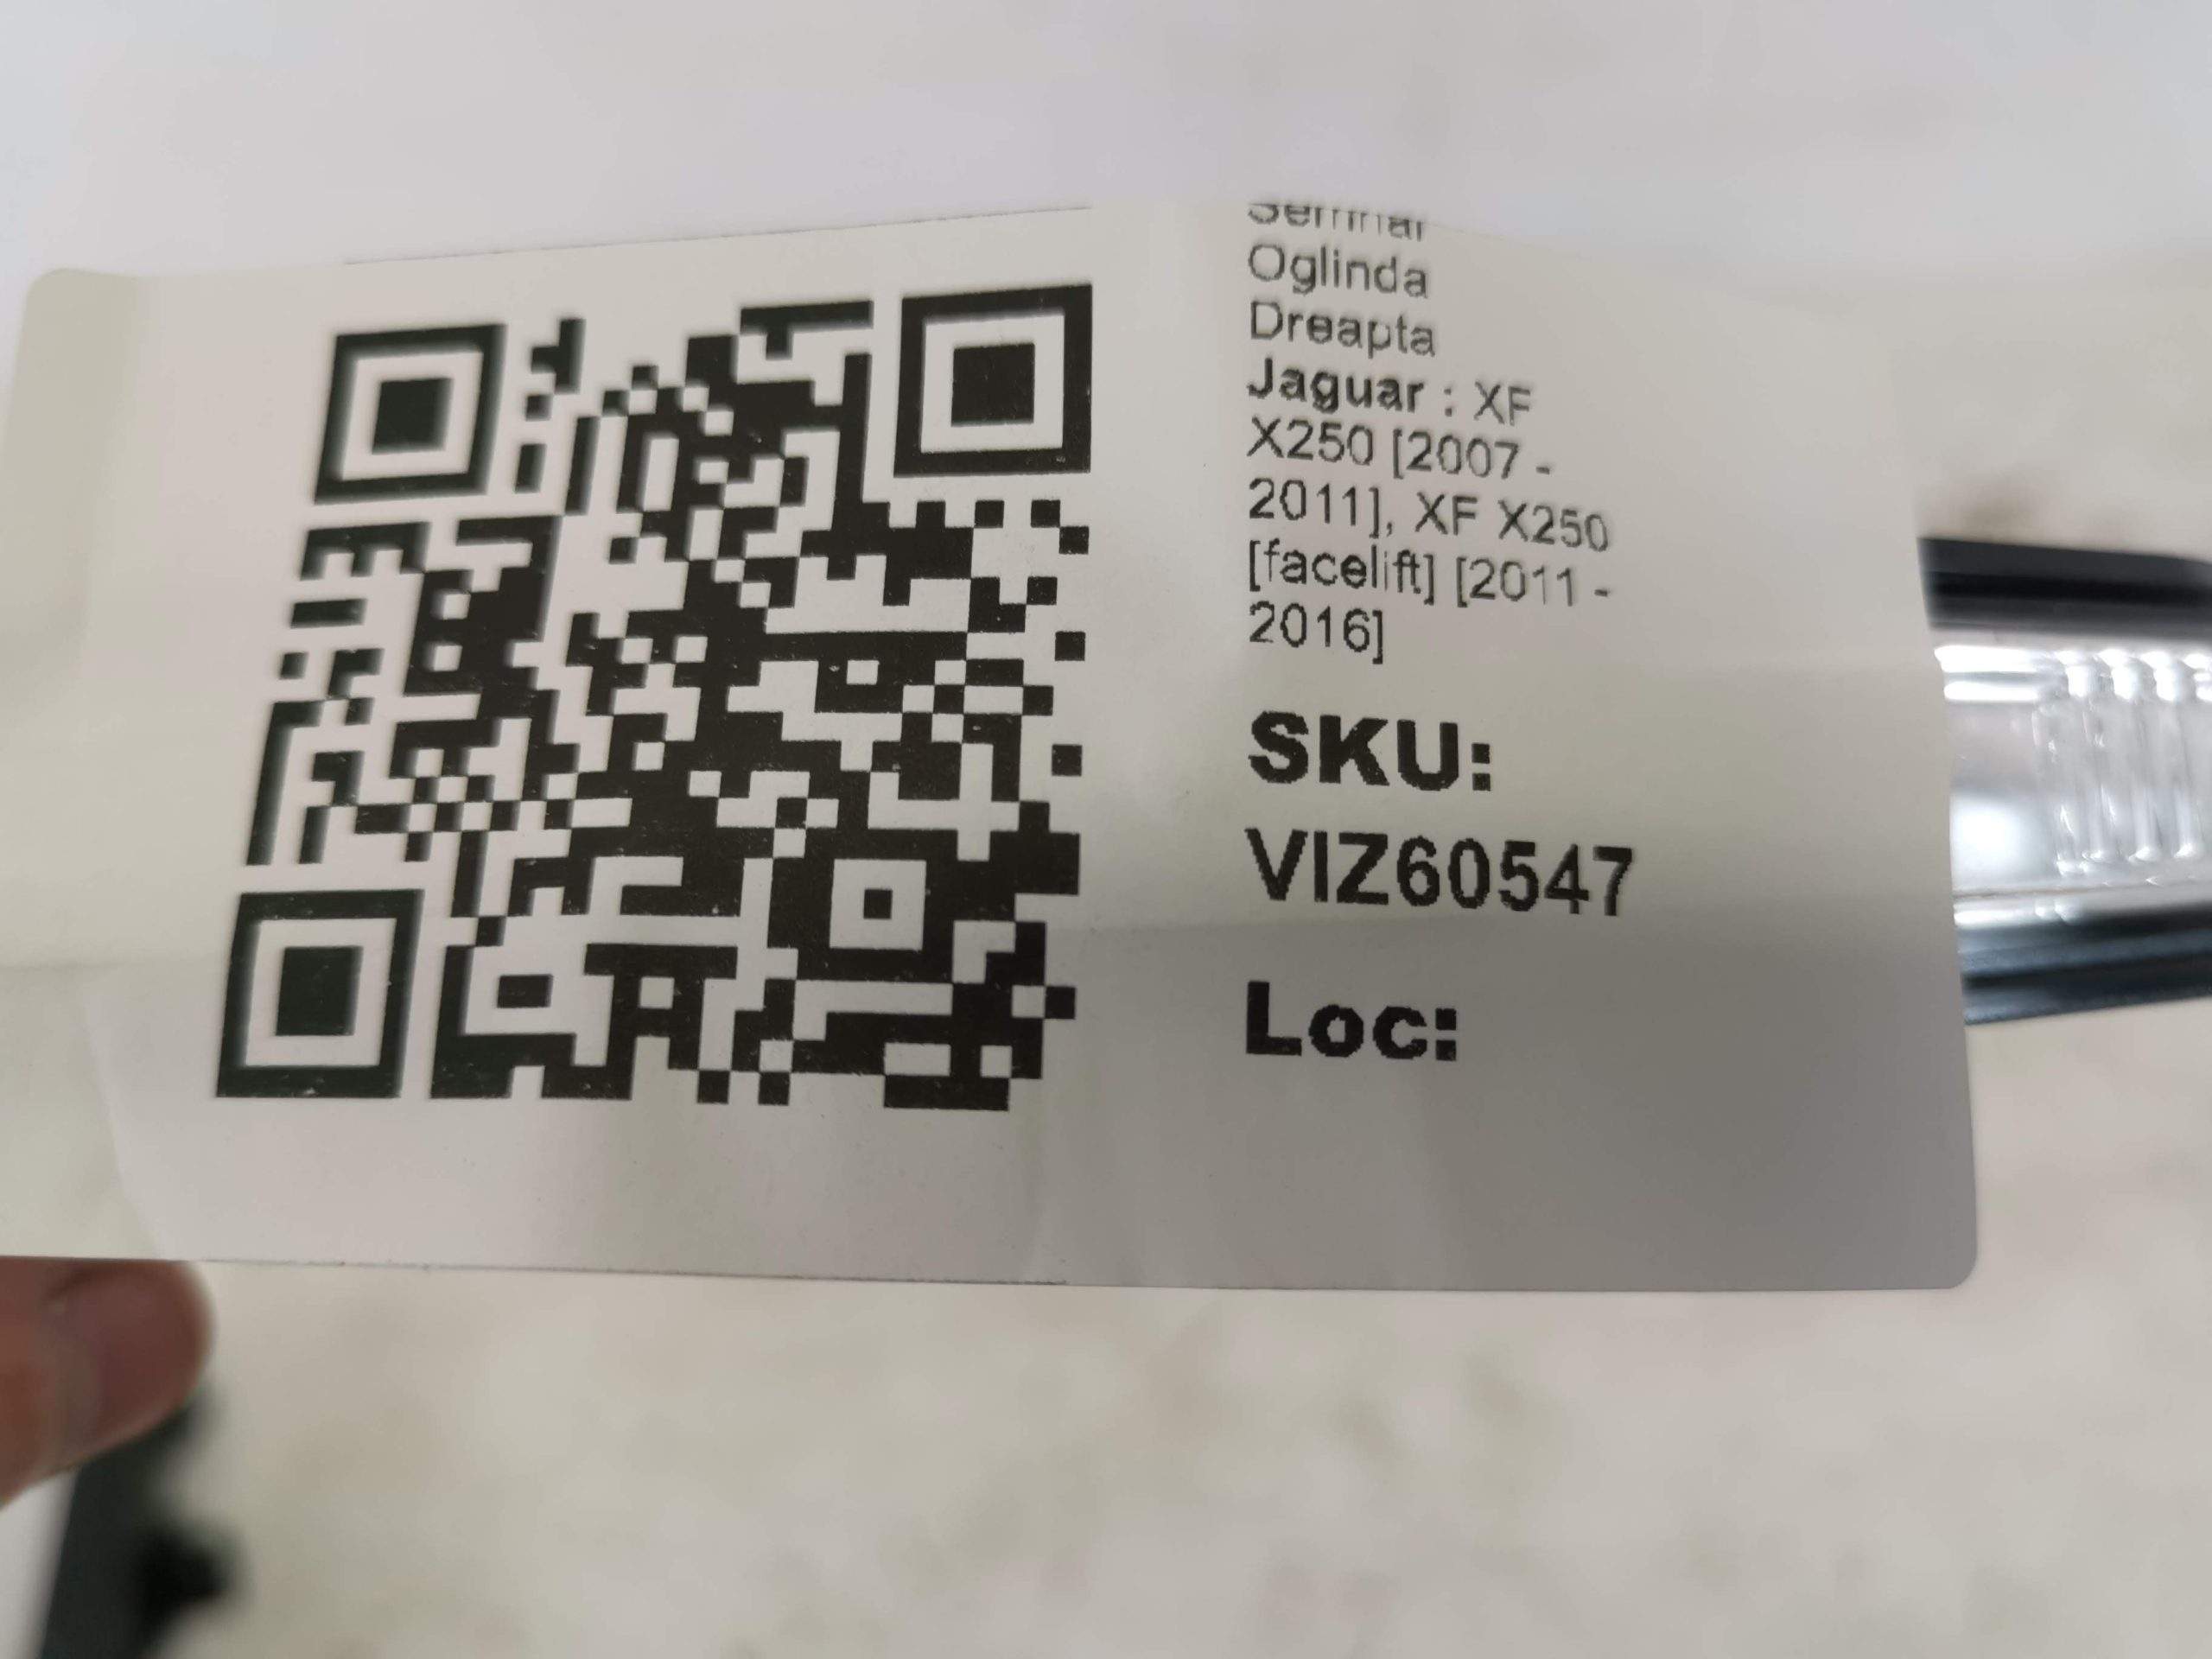 Oglinda
Dreapta
Jaguar : XF
X250 [2007 -
2011], XF X250
[facelift] [2011 -
2016]
SKU:
VIZ60547
Loc: